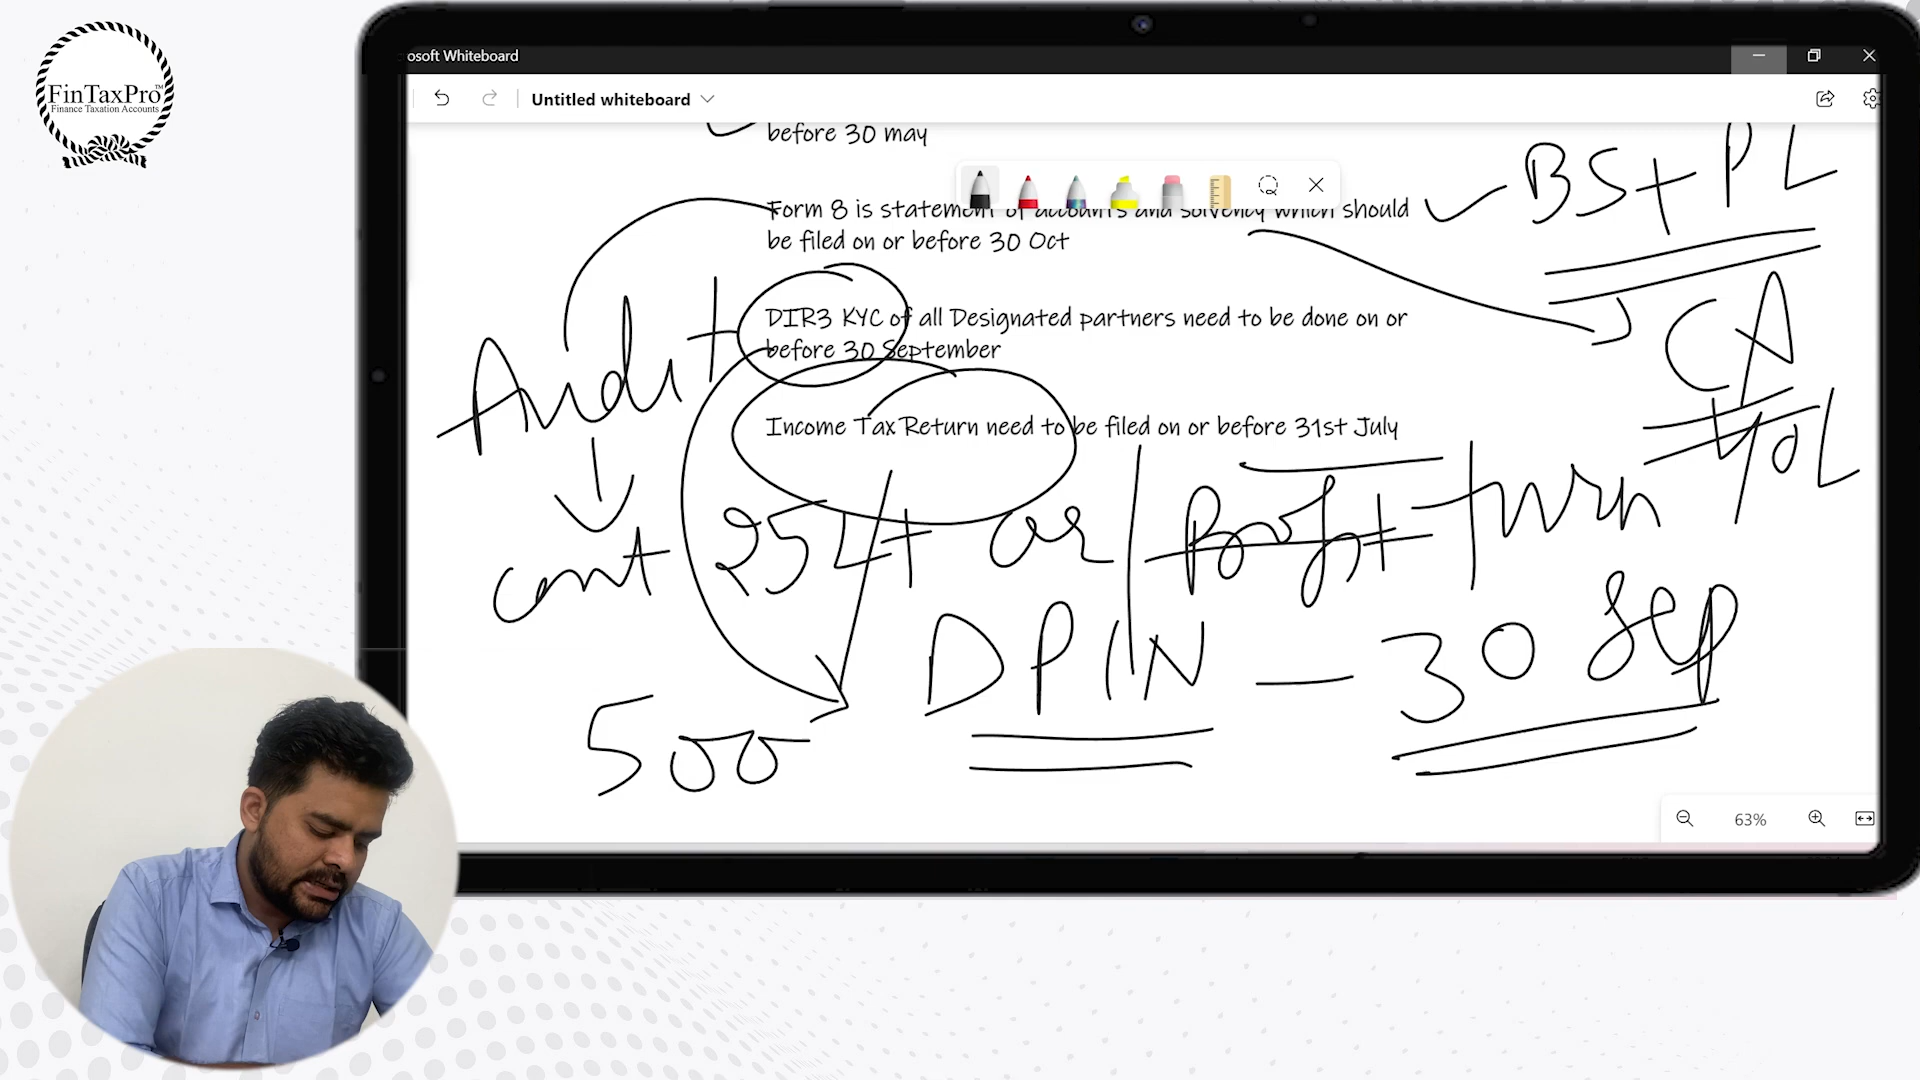 FinTaxPro™
Finance Taxation Accounts
osoft Whiteboard
Untitled whiteboard
before 30 may
Form 8 is statement of accounts and solvency which should
be filed on or before 30 Oct
DIR3 KYC of all Designated partners need to be done on or
before 30 September
Income Tax Return need to be filed on or before 31st July
BS + PL
CA
Audit
40L
cont 25L+ or Profit turn
DPIN — 30 Sep
500
63%